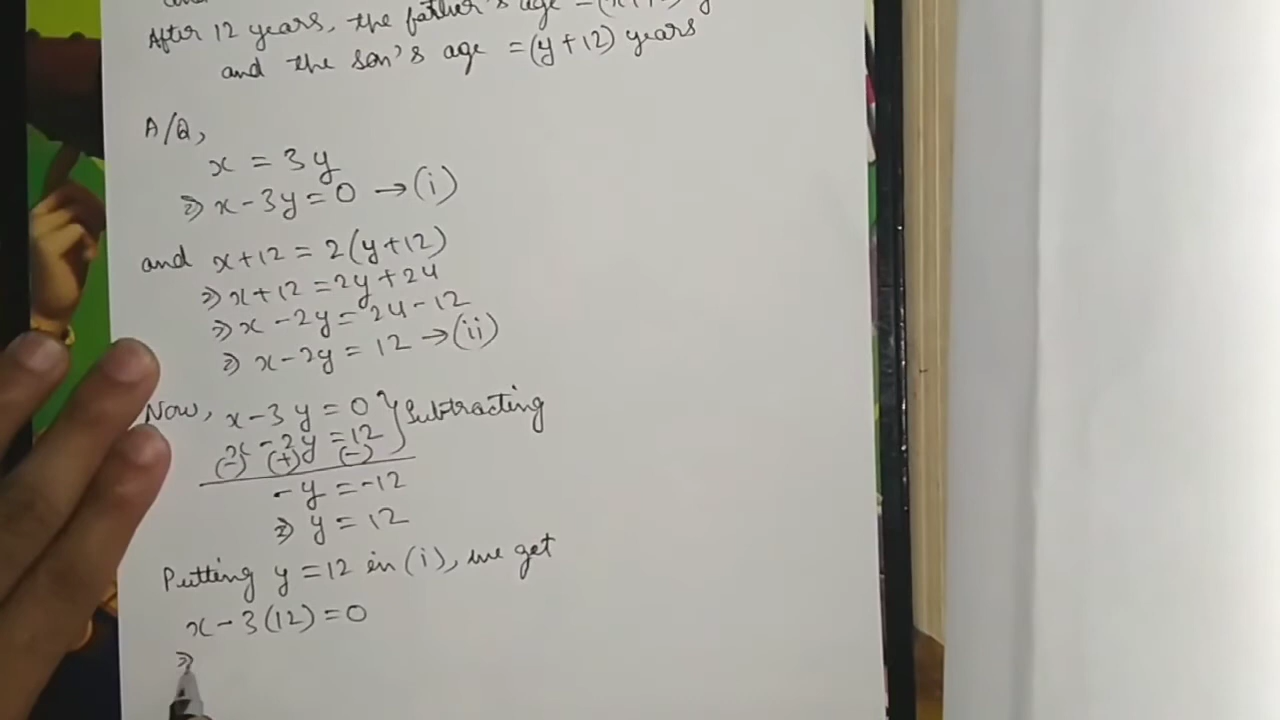 After 12 years, the father's age = (x+12)
and the son's age = (y+12) years
A/Q,
x = 3y
⇒ x-3y=0 → (i)
and x+12 = 2(y+12)
⇒ x+12 = 2y+24
⇒ x-2y = 24-12
⇒ x-2y = 12 → (ii)
Now, x-3y = 0 } Subtracting
x-2y = 12
(-) (+) (-)
-y = -12
⇒ y = 12
Putting y=12 in (i), we get
x-3(12)=0
⇒